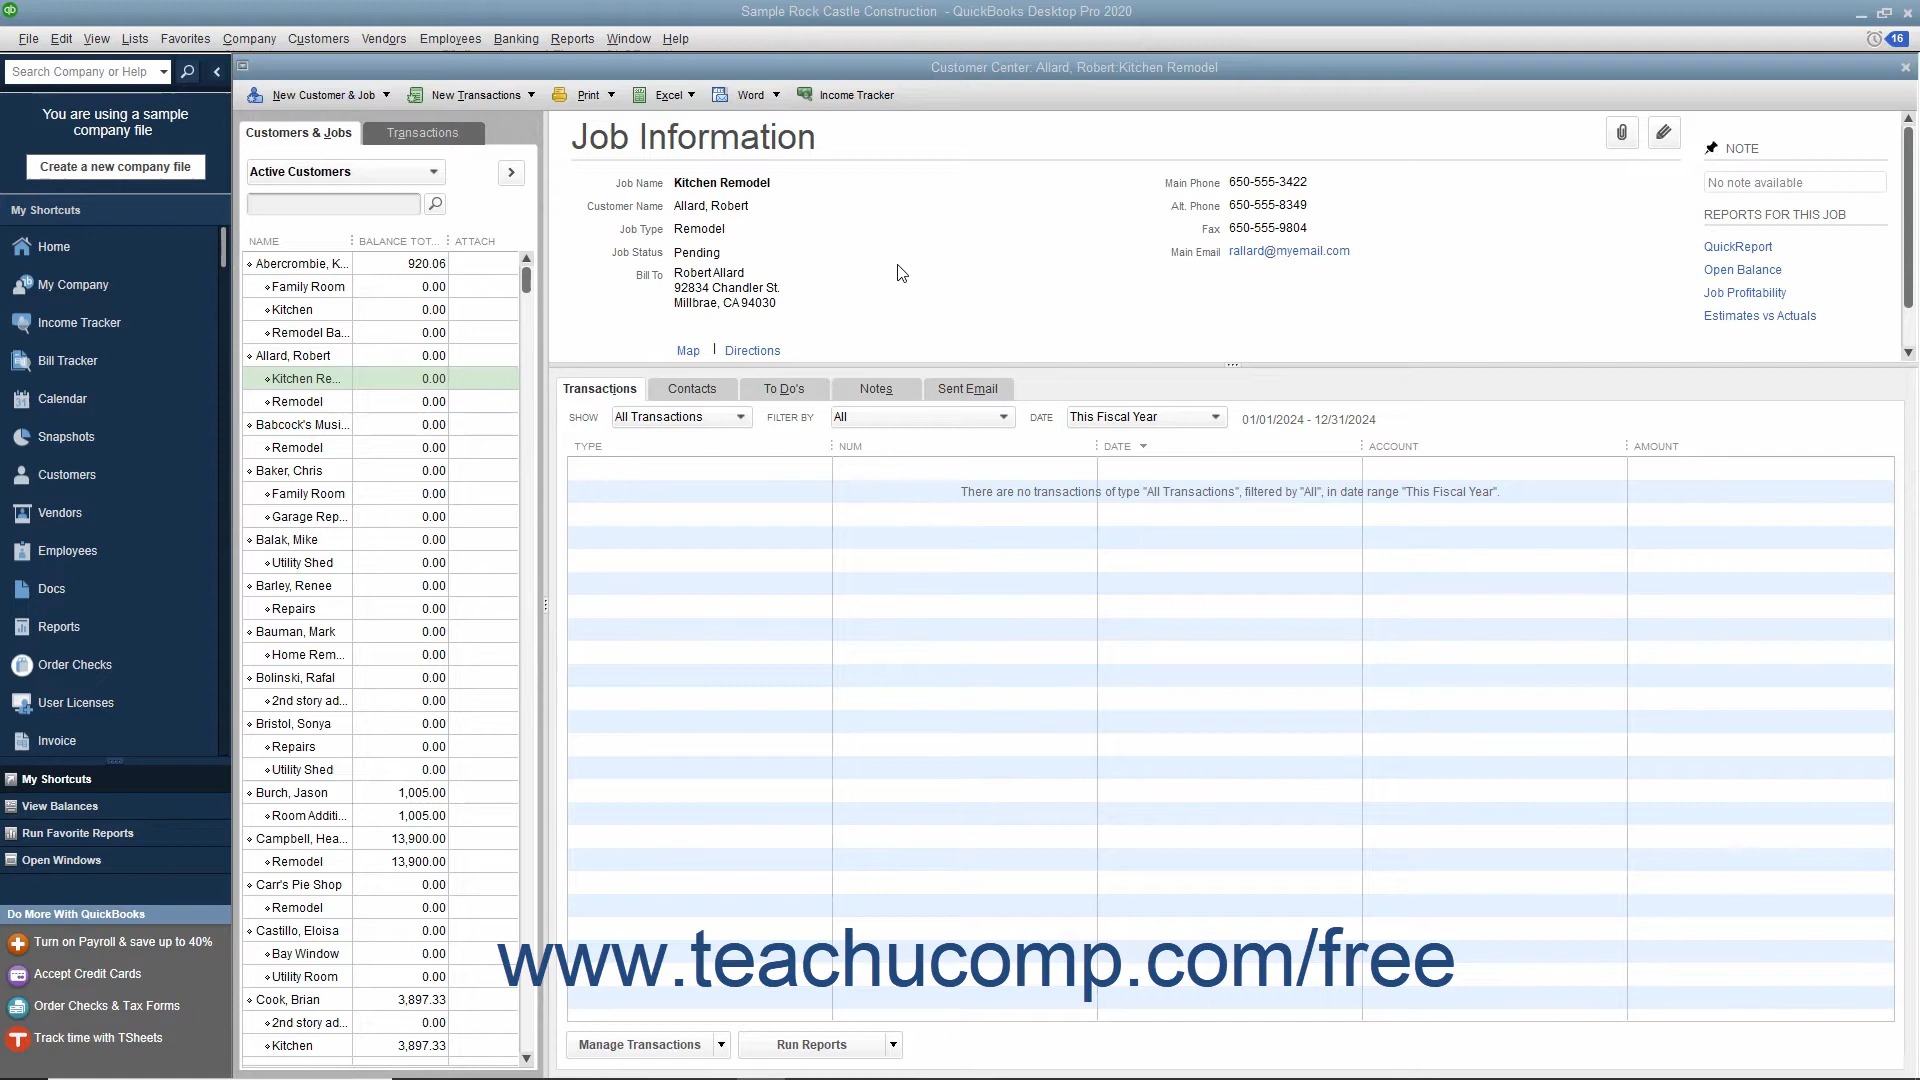 Sample Rock Castle Construction - QuickBooks Desktop Pro 2020
File Edit View Lists Favorites Company Customers Vendors Employees Banking Reports Window Help
16
Search Company or Help
Customer Center: Allard, Robert:Kitchen Remodel
New Customer & Job New Transactions Print Excel Word Income Tracker
You are using a sample
company file
Create a new company file
My Shortcuts
Home
My Company
Income Tracker
Bill Tracker
Calendar
Snapshots
Customers
Vendors
Employees
Docs
Reports
Order Checks
User Licenses
Invoice
My Shortcuts
View Balances
Run Favorite Reports
Open Windows
Do More With QuickBooks
Turn on Payroll & save up to 40%
Accept Credit Cards
Order Checks & Tax Forms
Track time with TSheets
Customers & Jobs Transactions
Active Customers
NAME BALANCE TOT... ATTACH
Abercrombie, K... 920.06
Family Room 0.00
Kitchen 0.00
Remodel Ba... 0.00
Allard, Robert 0.00
Kitchen Re... 0.00
Remodel 0.00
Babcock's Musi... 0.00
Remodel 0.00
Baker, Chris 0.00
Family Room 0.00
Garage Rep... 0.00
Balak, Mike 0.00
Utility Shed 0.00
Barley, Renee 0.00
Repairs 0.00
Bauman, Mark 0.00
Home Rem... 0.00
Bolinski, Rafal 0.00
2nd story ad... 0.00
Bristol, Sonya 0.00
Repairs 0.00
Utility Shed 0.00
Burch, Jason 1,005.00
Room Additi... 1,005.00
Campbell, Hea... 13,900.00
Remodel 13,900.00
Carr's Pie Shop 0.00
Remodel 0.00
Castillo, Eloisa 0.00
Bay Window 0.00
Utility Room 0.00
Cook, Brian 3,897.33
2nd story ad... 0.00
Kitchen 3,897.33
Job Information
Job Name Kitchen Remodel
Customer Name Allard, Robert
Job Type Remodel
Job Status Pending
Bill To Robert Allard
92834 Chandler St.
Millbrae, CA 94030
Map | Directions
Main Phone 650-555-3422
Alt. Phone 650-555-8349
Fax 650-555-9804
Main Email rallard@myemail.com
NOTE
No note available
REPORTS FOR THIS JOB
QuickReport
Open Balance
Job Profitability
Estimates vs Actuals
Transactions Contacts To Do's Notes Sent Email
SHOW All Transactions FILTER BY All DATE This Fiscal Year 01/01/2024 - 12/31/2024
TYPE NUM DATE ACCOUNT AMOUNT
There are no transactions of type "All Transactions", filtered by "All", in date range "This Fiscal Year".
www.teachucomp.com/free
Manage Transactions Run Reports